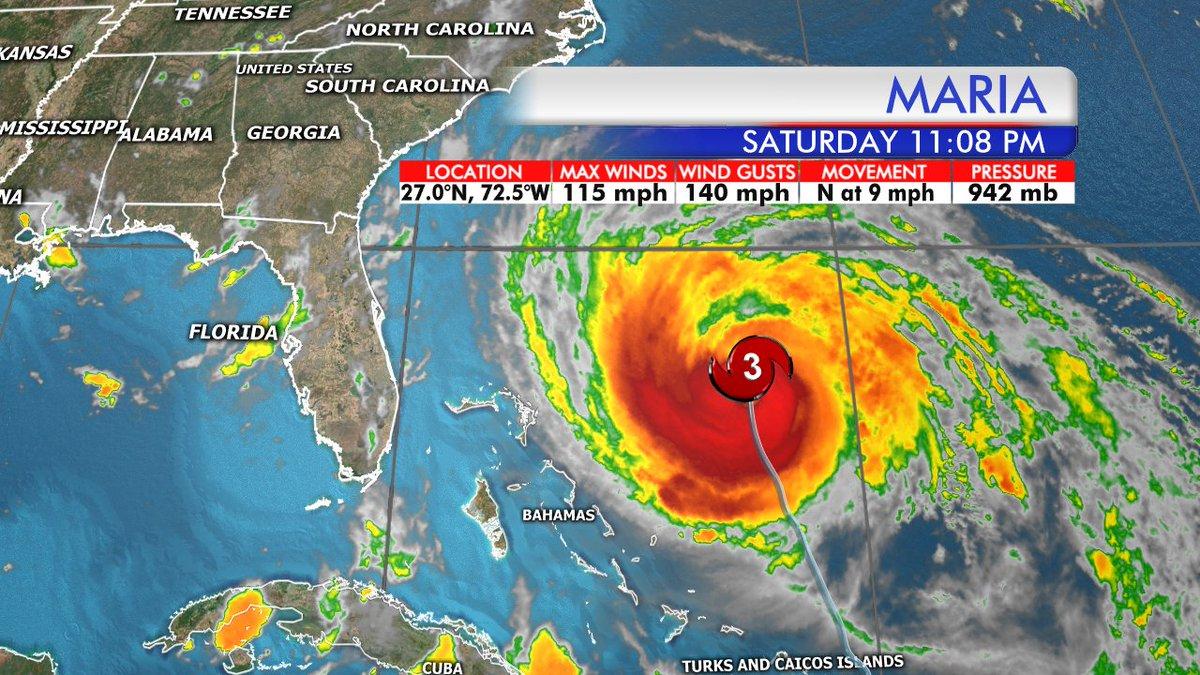 TENNESSEE
NORTH CAROLINA
KANSAS
UNITED STATES
SOUTH CAROLINA
MARIA
MISSISSIPPI
ALABAMA
GEORGIA
SATURDAY 11:08 PM
LOCATION MAX WINDS WIND GUSTS MOVEMENT PRESSURE
27.0°N, 72.5°W 115 mph 140 mph N at 9 mph 942 mb
NA
FLORIDA
3
BAHAMAS
CUBA
TURKS AND CAICOS ISLANDS